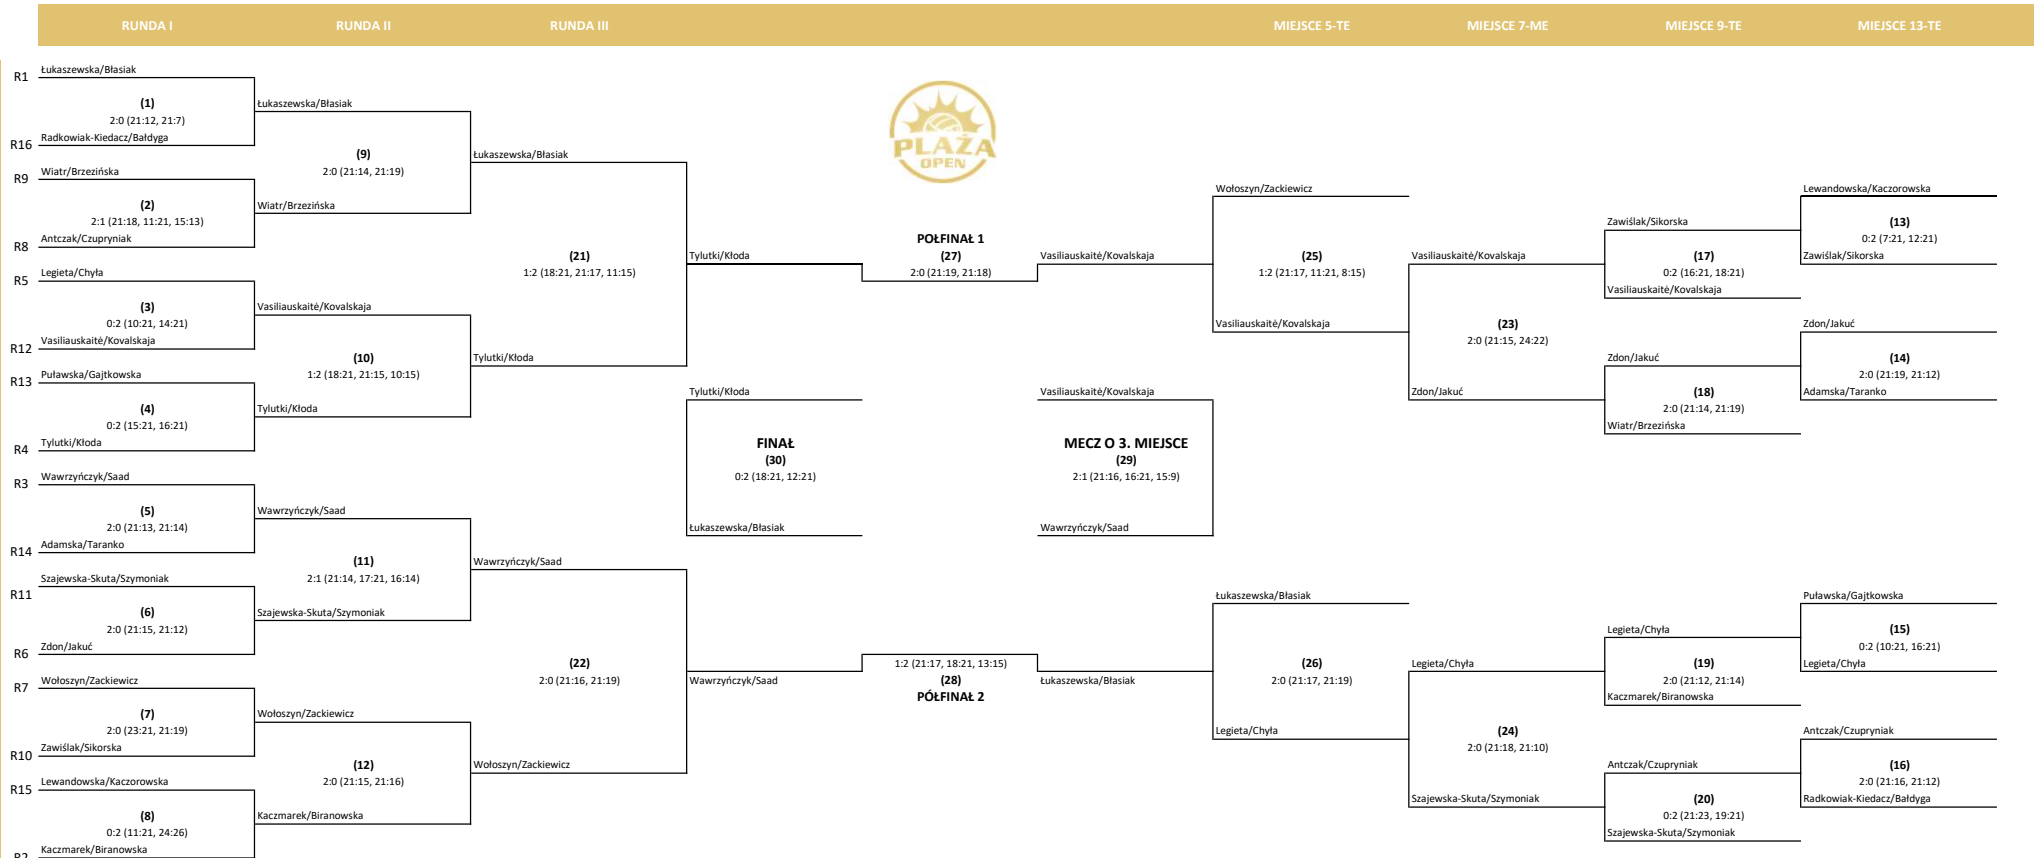 RUNDA I
RUNDA II
RUNDA III
MIEJSCE 5-TE
MIEJSCE 7-ME
MIEJSCE 9-TE
MIEJSCE 13-TE
R1
Łukaszewska/Błasiak
(1)
2:0 (21:12, 21:7)
Radkowiak-Kiedacz/Bałdyga
R16
R9
Wiatr/Brzezińska
(2)
2:1 (21:18, 11:21, 15:13)
Antczak/Czupryniak
R8
Legieta/Chyła
R5
(3)
0:2 (10:21, 14:21)
Vasiliauskaitė/Kovalskaja
R12
R13
Puławska/Gajtkowska
(4)
0:2 (15:21, 16:21)
Tylutki/Kłoda
R4
R3
Wawrzyńczyk/Saad
(5)
2:0 (21:13, 21:14)
Adamska/Taranko
R14
Szajewska-Skuta/Szymoniak
R11
(6)
2:0 (21:15, 21:12)
Zdon/Jakuć
R6
R7
Wołoszyn/Zackiewicz
(7)
2:0 (23:21, 21:19)
Zawiślak/Sikorska
R10
Lewandowska/Kaczorowska
R15
(8)
0:2 (11:21, 24:26)
Kaczmarek/Biranowska
R2
Łukaszewska/Błasiak
(9)
2:0 (21:14, 21:19)
Wiatr/Brzezińska
Vasiliauskaitė/Kovalskaja
(10)
1:2 (18:21, 21:15, 10:15)
Tylutki/Kłoda
Wawrzyńczyk/Saad
(11)
2:1 (21:14, 17:21, 16:14)
Szajewska-Skuta/Szymoniak
Wołoszyn/Zackiewicz
(12)
2:0 (21:15, 21:16)
Kaczmarek/Biranowska
Łukaszewska/Błasiak
(21)
1:2 (18:21, 21:17, 11:15)
Tylutki/Kłoda
Wawrzyńczyk/Saad
(22)
2:0 (21:16, 21:19)
Wołoszyn/Zackiewicz
PLAŻA
OPEN
Tylutki/Kłoda
POŁFINAŁ 1
(27)
2:0 (21:19, 21:18)
Vasiliauskaitė/Kovalskaja
Tylutki/Kłoda
FINAŁ
(30)
0:2 (18:21, 12:21)
Łukaszewska/Błasiak
Vasiliauskaitė/Kovalskaja
MECZ O 3. MIEJSCE
(29)
2:1 (21:16, 16:21, 15:9)
Wawrzyńczyk/Saad
Wawrzyńczyk/Saad
1:2 (21:17, 18:21, 13:15)
(28)
PÓŁFINAŁ 2
Łukaszewska/Błasiak
Wołoszyn/Zackiewicz
(25)
1:2 (21:17, 11:21, 8:15)
Vasiliauskaitė/Kovalskaja
Łukaszewska/Błasiak
(26)
2:0 (21:17, 21:19)
Legieta/Chyła
Vasiliauskaitė/Kovalskaja
(23)
2:0 (21:15, 24:22)
Zdon/Jakuć
Legieta/Chyła
(24)
2:0 (21:18, 21:10)
Szajewska-Skuta/Szymoniak
Zawiślak/Sikorska
(17)
0:2 (16:21, 18:21)
Vasiliauskaitė/Kovalskaja
Zdon/Jakuć
(18)
2:0 (21:14, 21:19)
Wiatr/Brzezińska
Legieta/Chyła
(19)
2:0 (21:12, 21:14)
Kaczmarek/Biranowska
Antczak/Czupryniak
(20)
0:2 (21:23, 19:21)
Szajewska-Skuta/Szymoniak
Lewandowska/Kaczorowska
(13)
0:2 (7:21, 12:21)
Zawiślak/Sikorska
Zdon/Jakuć
(14)
2:0 (21:19, 21:12)
Adamska/Taranko
Puławska/Gajtkowska
(15)
0:2 (10:21, 16:21)
Legieta/Chyła
Antczak/Czupryniak
(16)
2:0 (21:16, 21:12)
Radkowiak-Kiedacz/Bałdyga